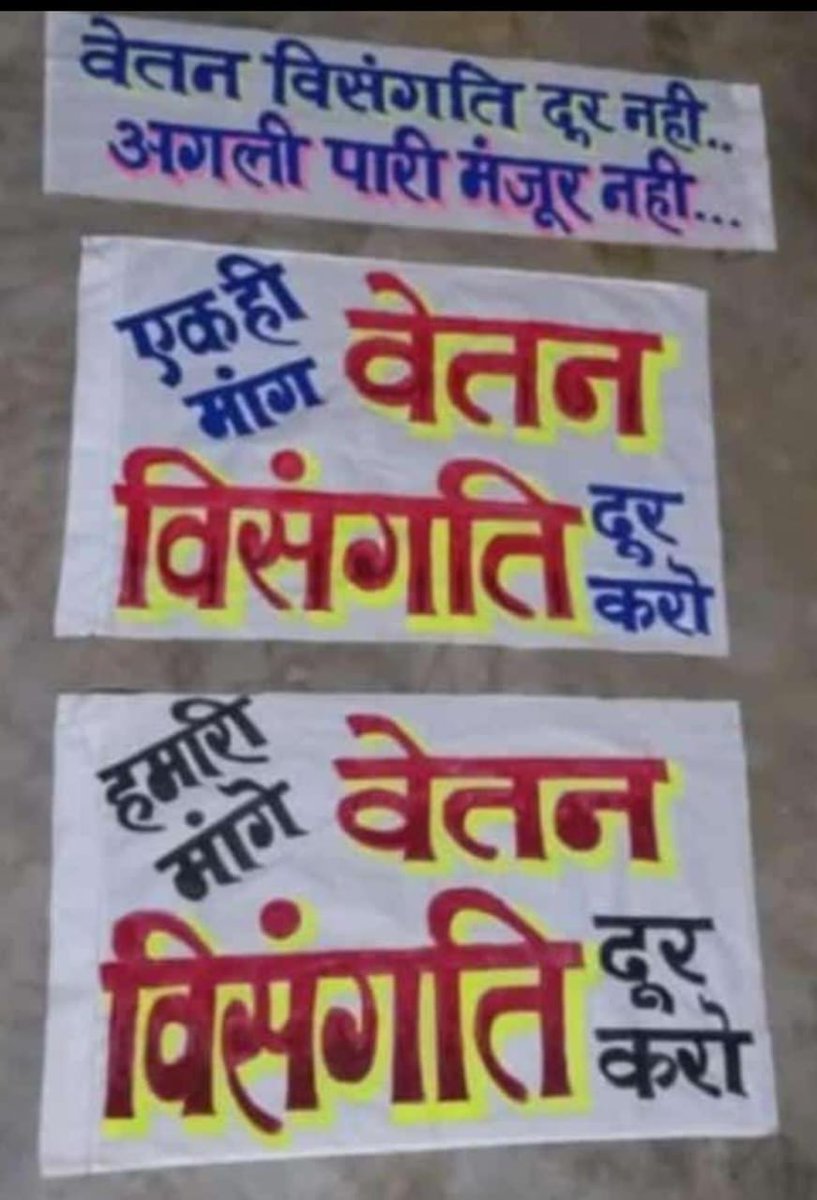 वेतन विसंगति दूर नही..
अगली पारी मंजूर नही...
एक ही
मांग
वेतन
विसंगति
दूर
करो
हमारी
मांगे
वेतन
विसंगति
दूर
करो